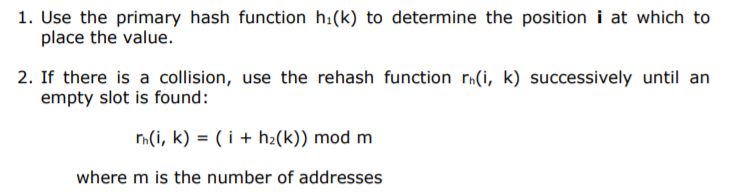 1. Use the primary hash function h₁(k) to determine the position i at which to
place the value.
2. If there is a collision, use the rehash function rₕ(i, k) successively until an
empty slot is found:
rₕ(i, k) = ( i + h₂(k)) mod m
where m is the number of addresses